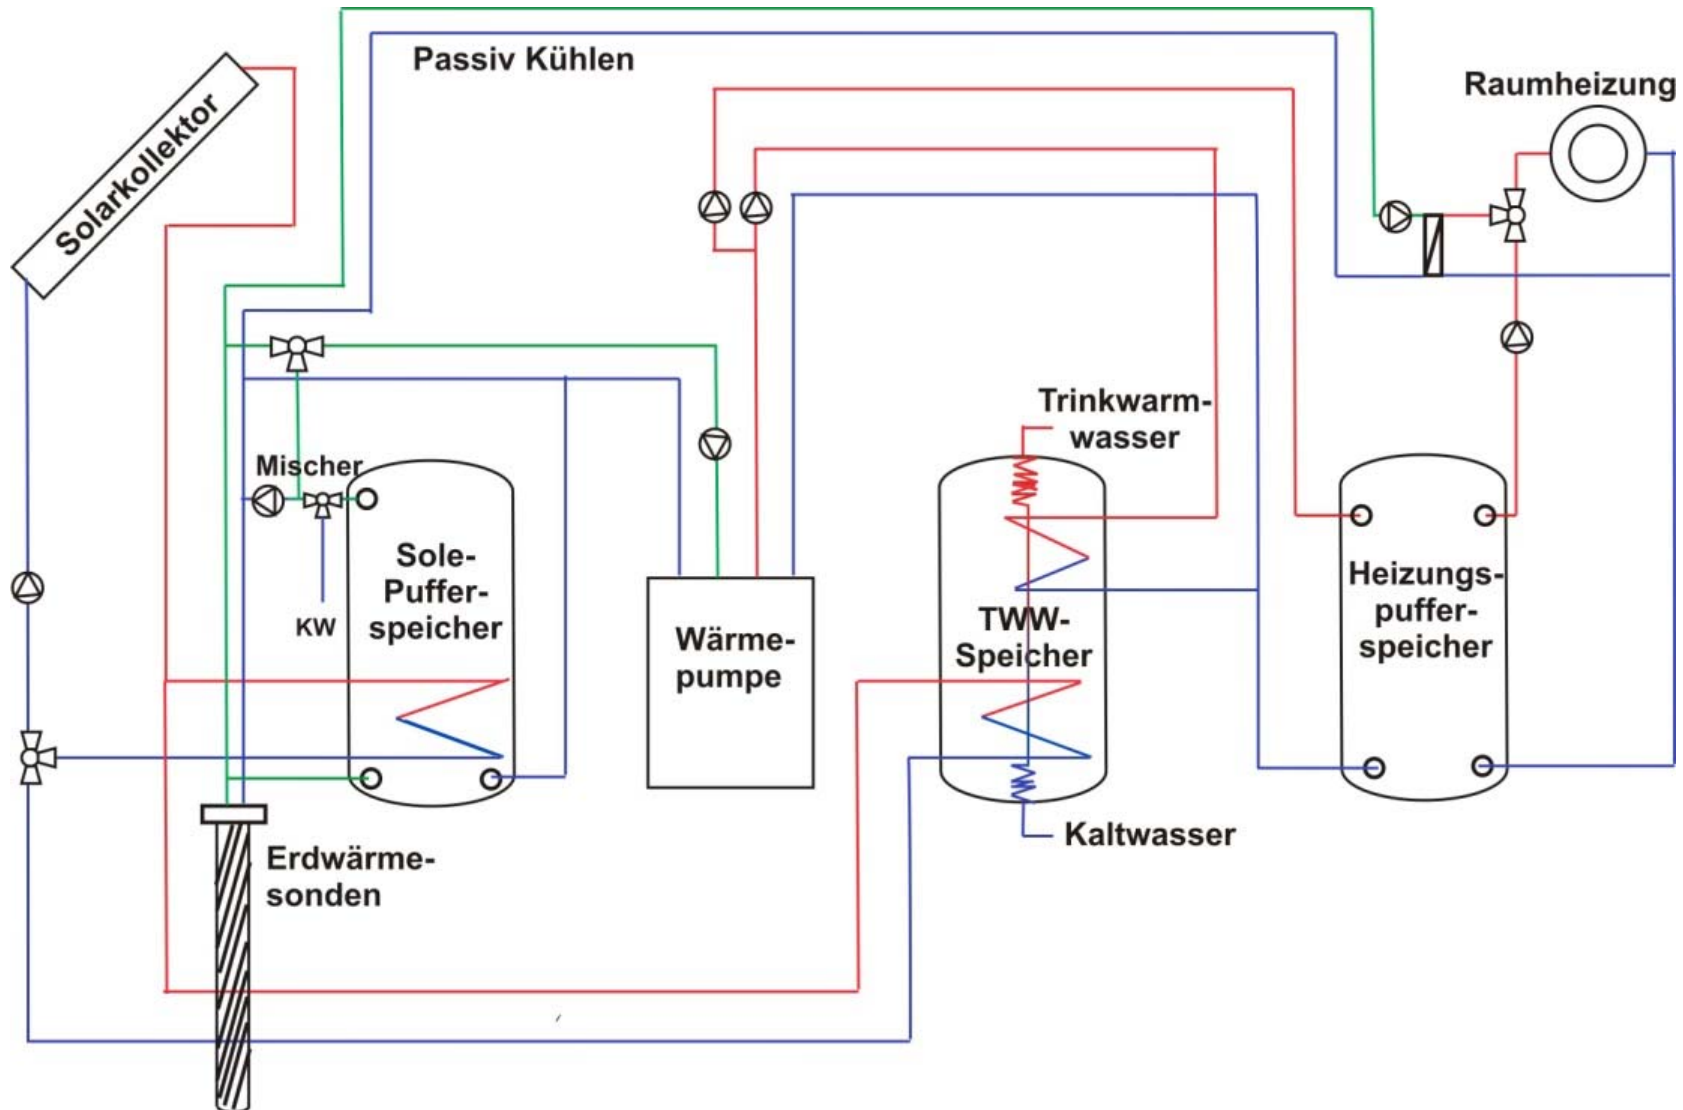 Passiv Kühlen
Raumheizung
Solarkollektor
Trinkwarm-
wasser
Mischer
Sole-
Puffer-
speicher
KW
Wärme-
pumpe
TWW-
Speicher
Heizungs-
puffer-
speicher
Kaltwasser
Erdwärme-
sonden